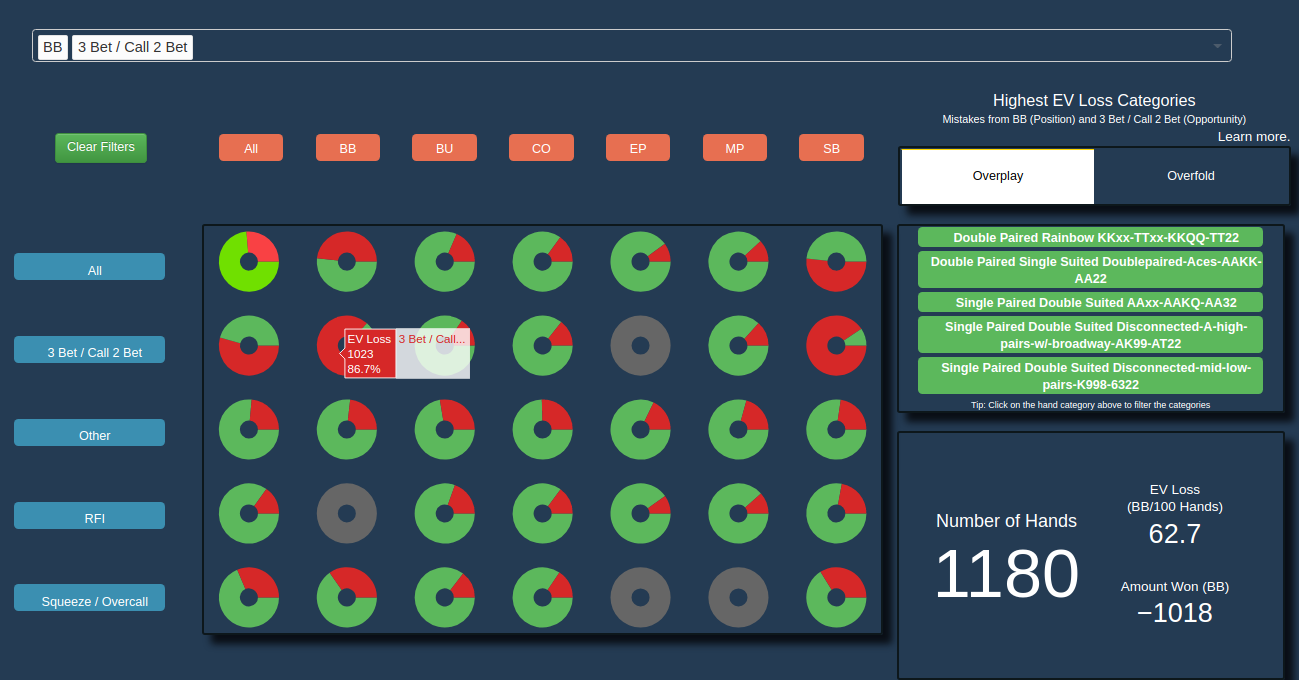 BB 3 Bet / Call 2 Bet
Highest EV Loss Categories
Mistakes from BB (Position) and 3 Bet / Call 2 Bet (Opportunity)
Learn more.
Clear Filters
All BB BU CO EP MP SB
Overplay Overfold
All
3 Bet / Call 2 Bet
Other
RFI
Squeeze / Overcall
EV Loss 3 Bet / Call...
1023
86.7%
Double Paired Rainbow KKxx-TTxx-KKQQ-TT22
Double Paired Single Suited Doublepaired-Aces-AAKK-
AA22
Single Paired Double Suited AAxx-AAKQ-AA32
Single Paired Double Suited Disconnected-A-high-
pairs-w/-broadway-AK99-AT22
Single Paired Double Suited Disconnected-mid-low-
pairs-K998-6322
Tip: Click on the hand category above to filter the categories
Number of Hands
1180
EV Loss
(BB/100 Hands)
62.7
Amount Won (BB)
−1018